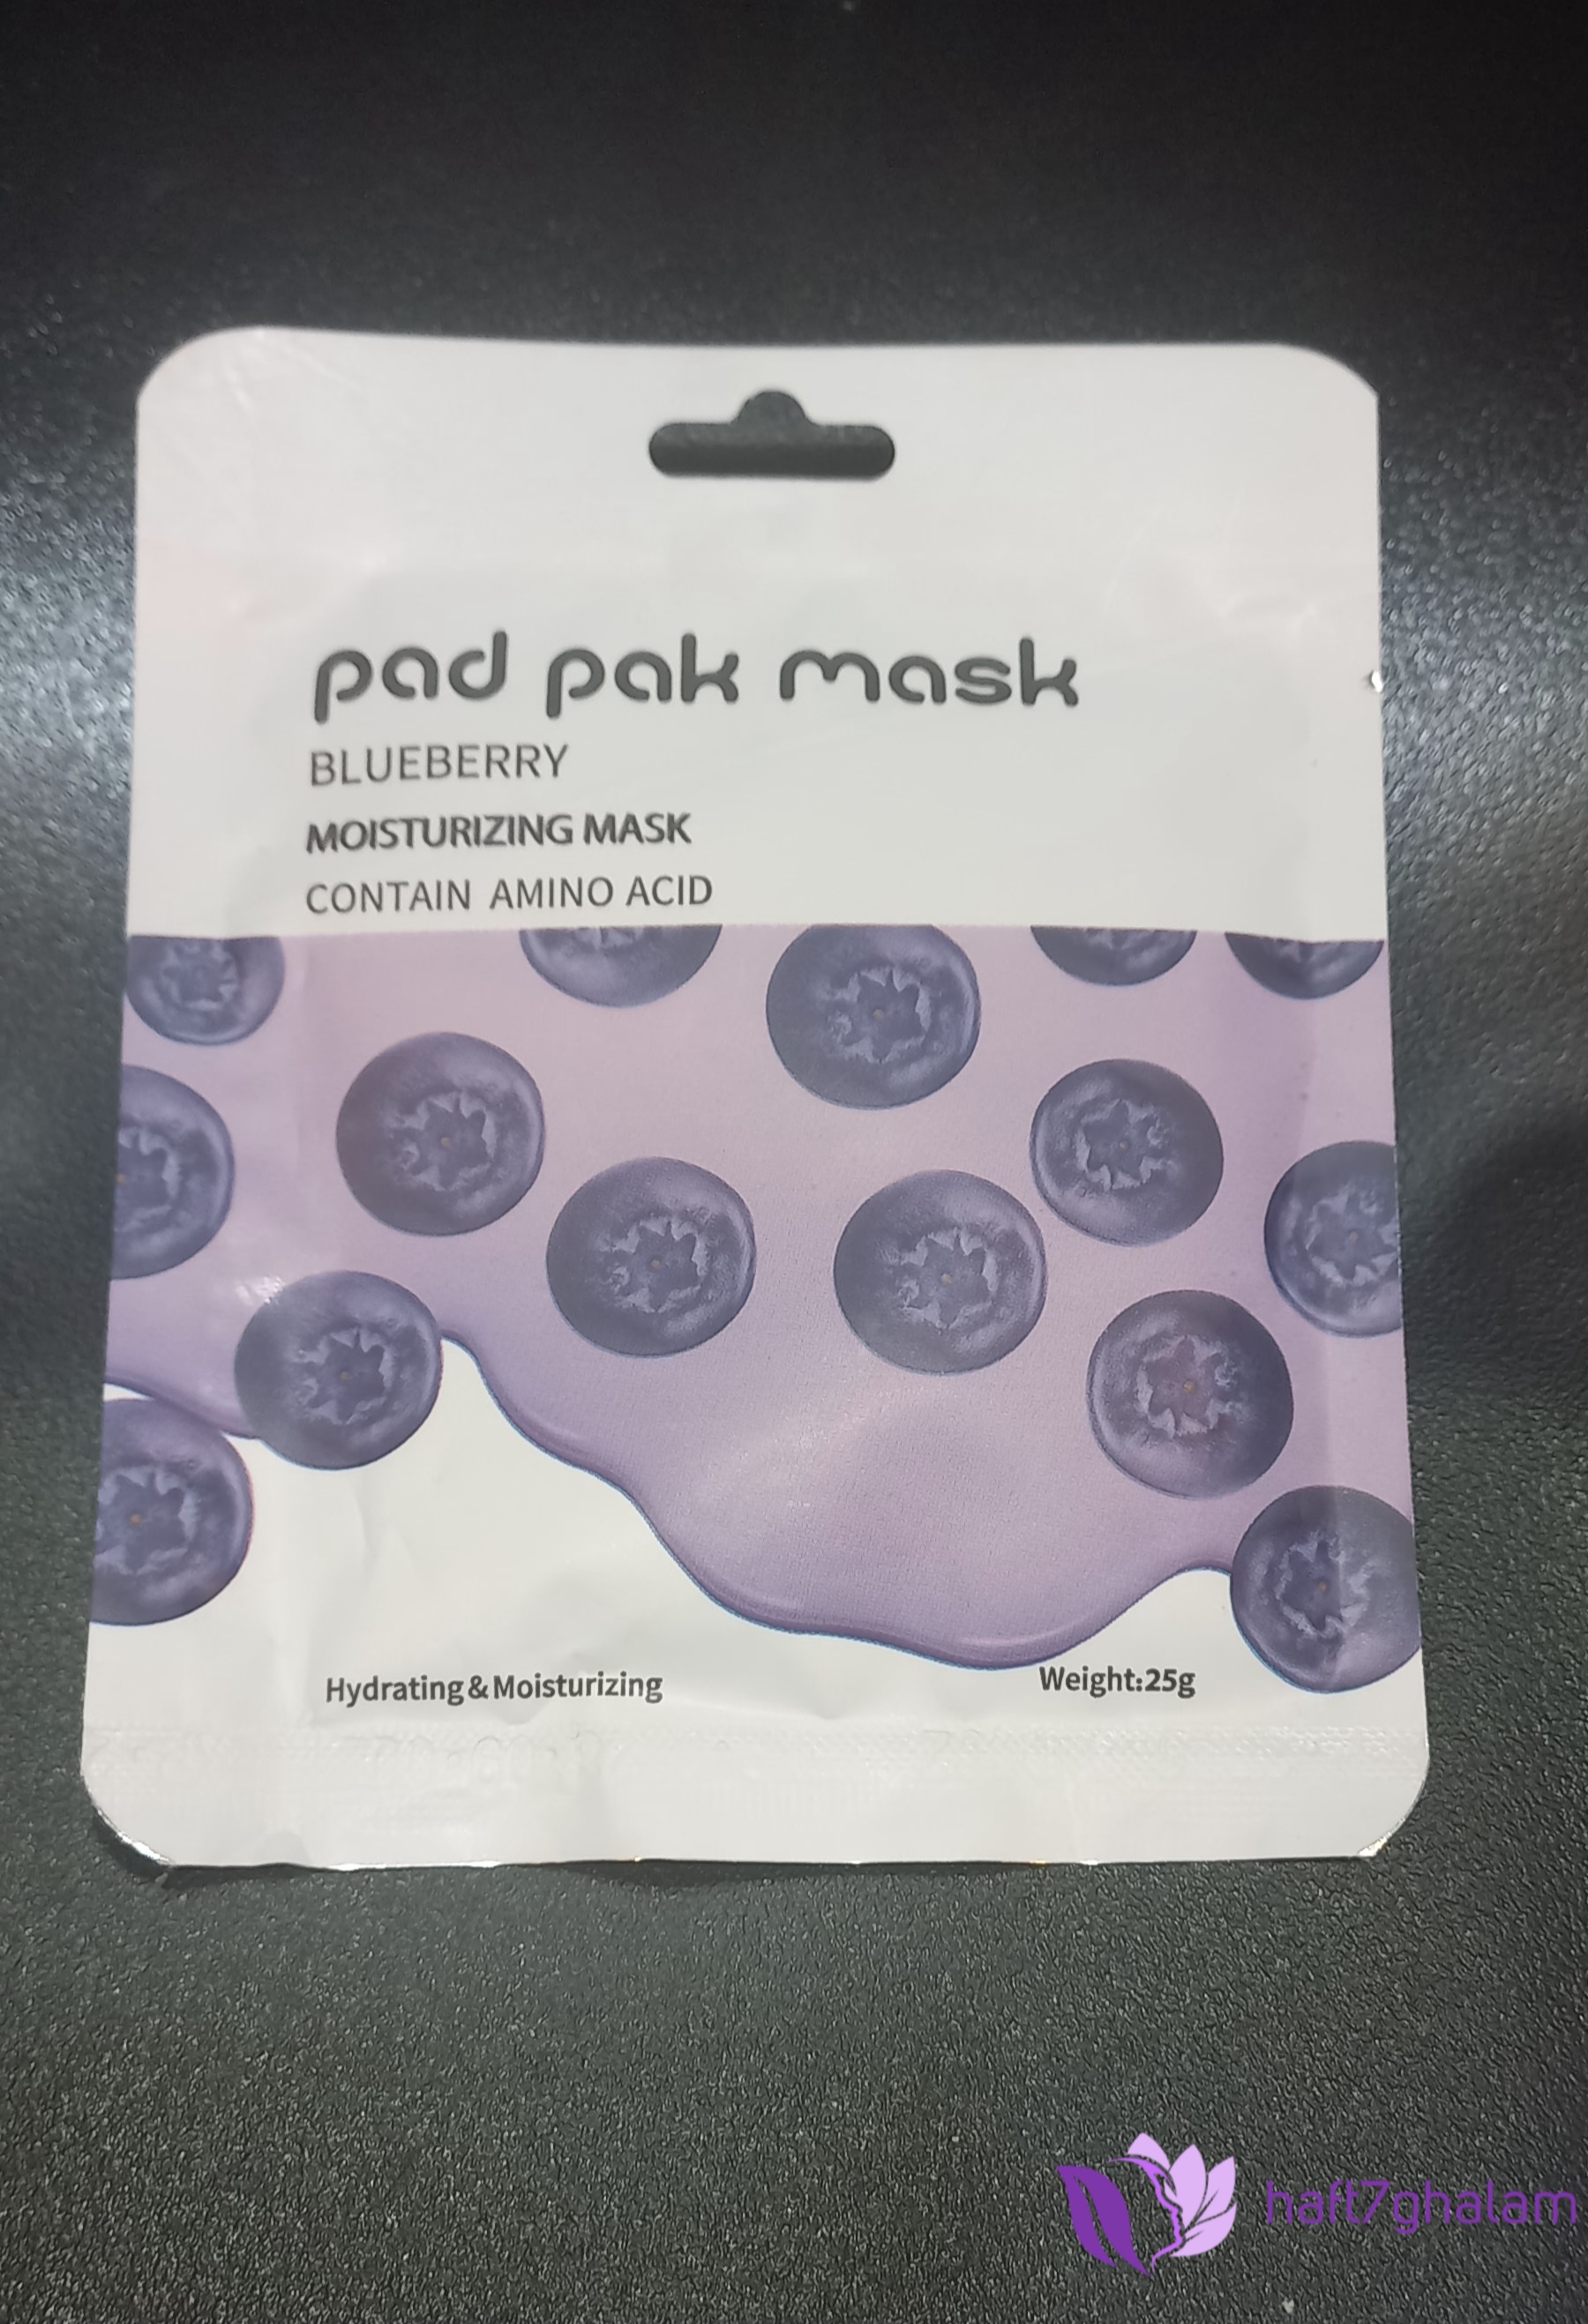 pad pak mask
BLUEBERRY
MOISTURIZING MASK
CONTAIN AMINO ACID
Hydrating&Moisturizing
Weight:25g
haft7ghalam